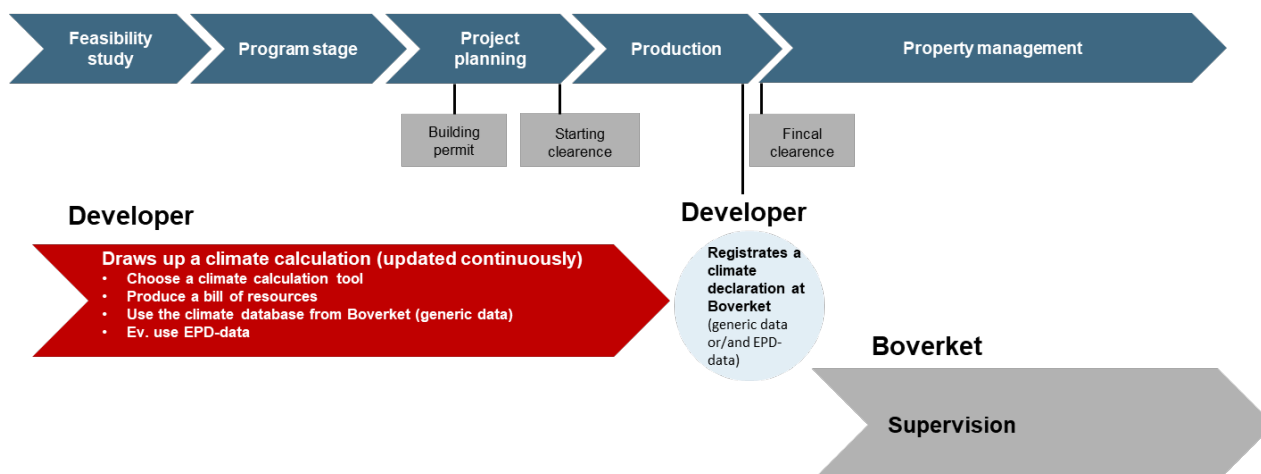 Feasibility
study
Program stage
Project
planning
Production
Property management
Building
permit
Starting
clearence
Fincal
clearence
Developer
Draws up a climate calculation (updated continuously)
• Choose a climate calculation tool
• Produce a bill of resources
• Use the climate database from Boverket (generic data)
• Ev. use EPD-data
Developer
Registrates a
climate
declaration at
Boverket
(generic data
or/and EPD-
data)
Boverket
Supervision